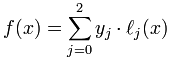 f(x) = \sum_{j=0}^{2} y_j \cdot \ell_j(x)